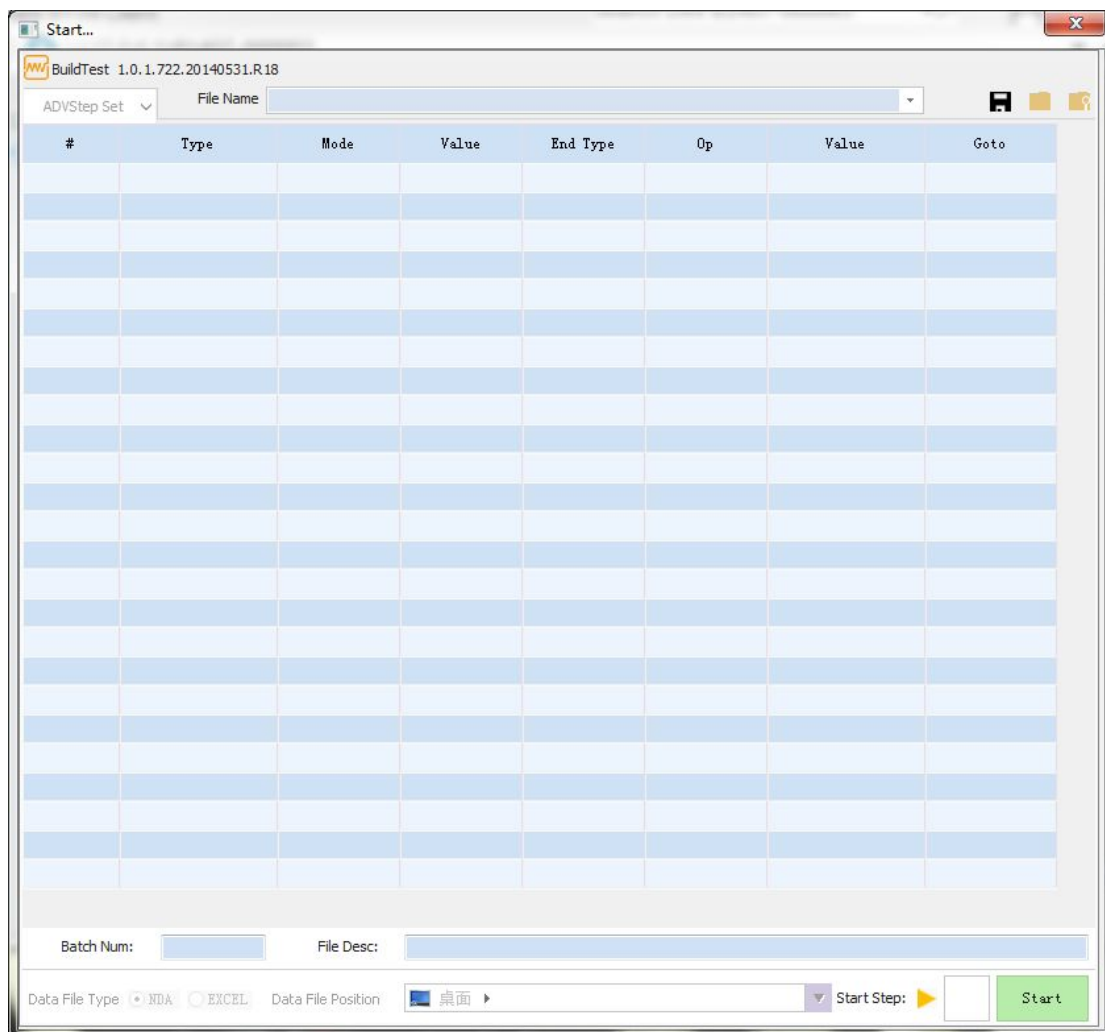 Start...
BuildTest 1.0.1.722.20140531.R18
ADVStep Set File Name
# Type Mode Value End Type Op Value Goto
Batch Num: File Desc:
Data File Type NDA EXCEL Data File Position 桌面 Start Step: Start